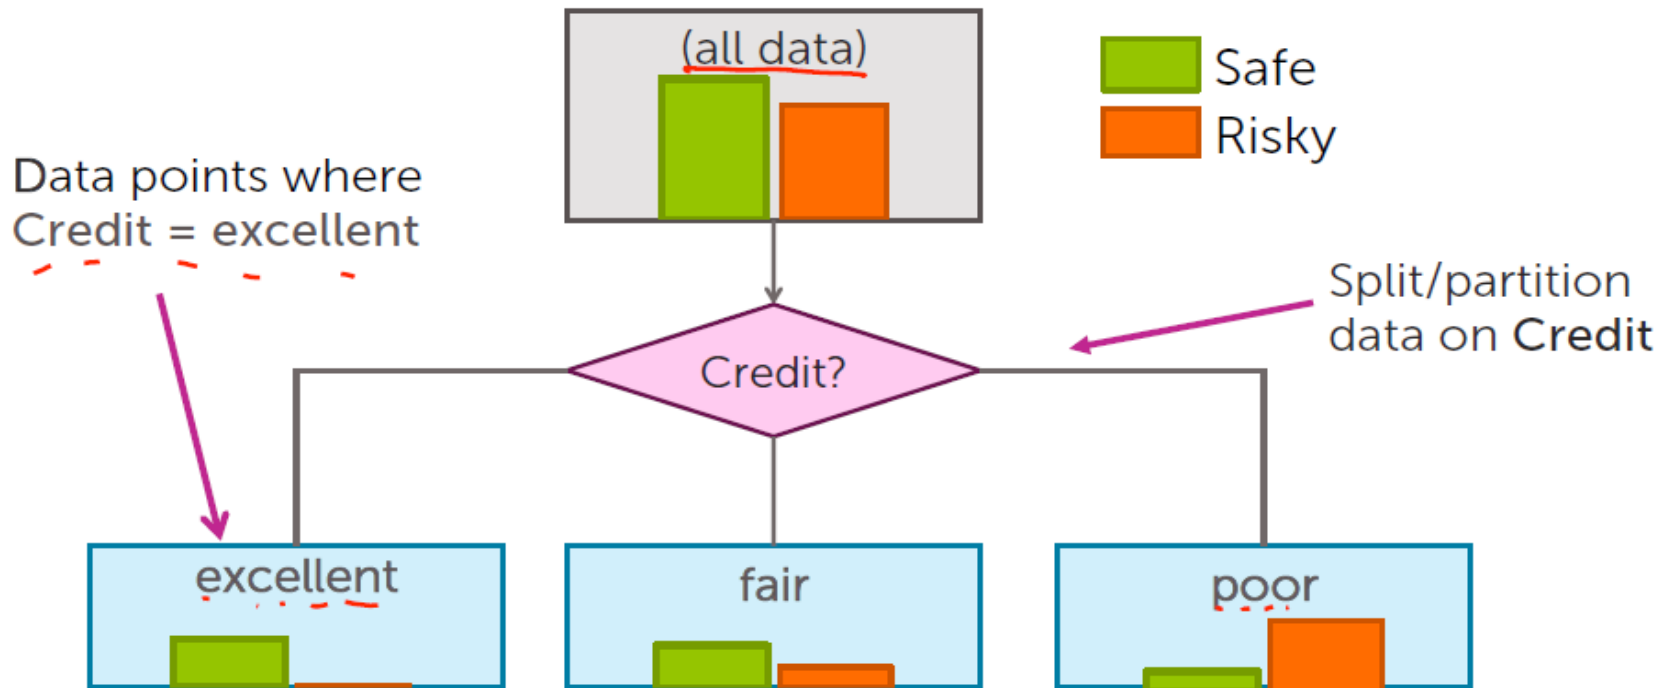 (all data)
Safe
Risky
Data points where
Credit = excellent
Split/partition
data on Credit
Credit?
excellent
fair
poor